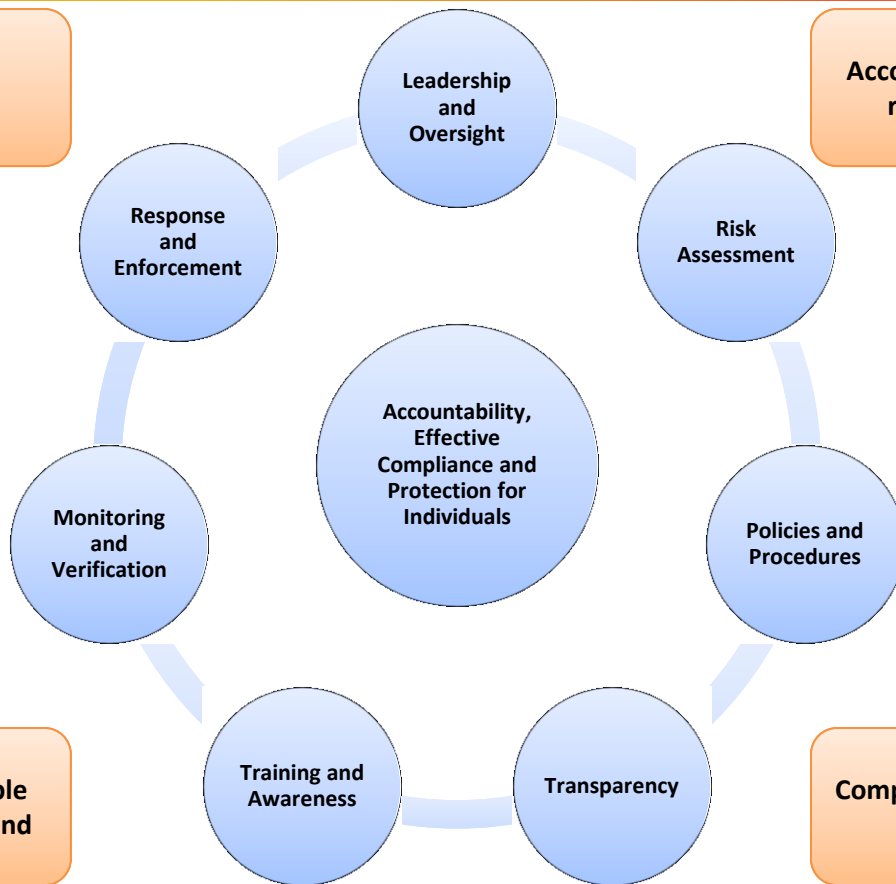 Leadership
and
Oversight
Risk
Assessment
Policies and
Procedures
Transparency
Training and
Awareness
Monitoring
and
Verification
Response
and
Enforcement
Accountability,
Effective
Compliance and
Protection for
Individuals